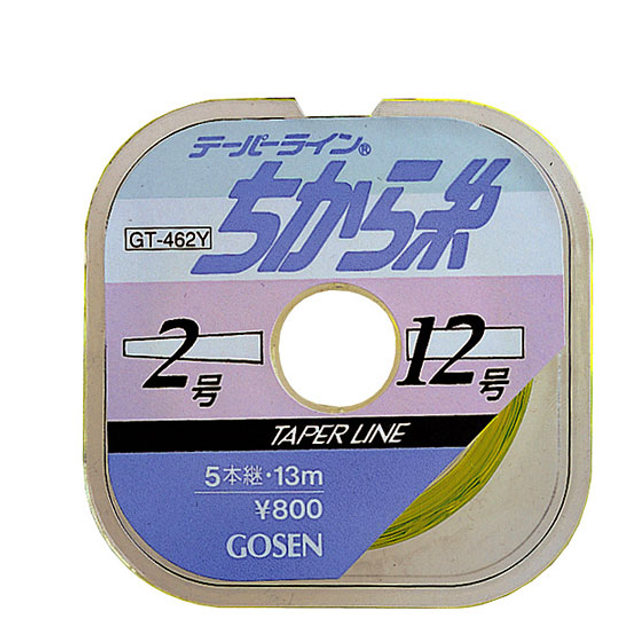 テーパーライン®
ちから糸
GT-462Y
2号 12号
TAPER LINE
5本継・13m
¥800
GOSEN